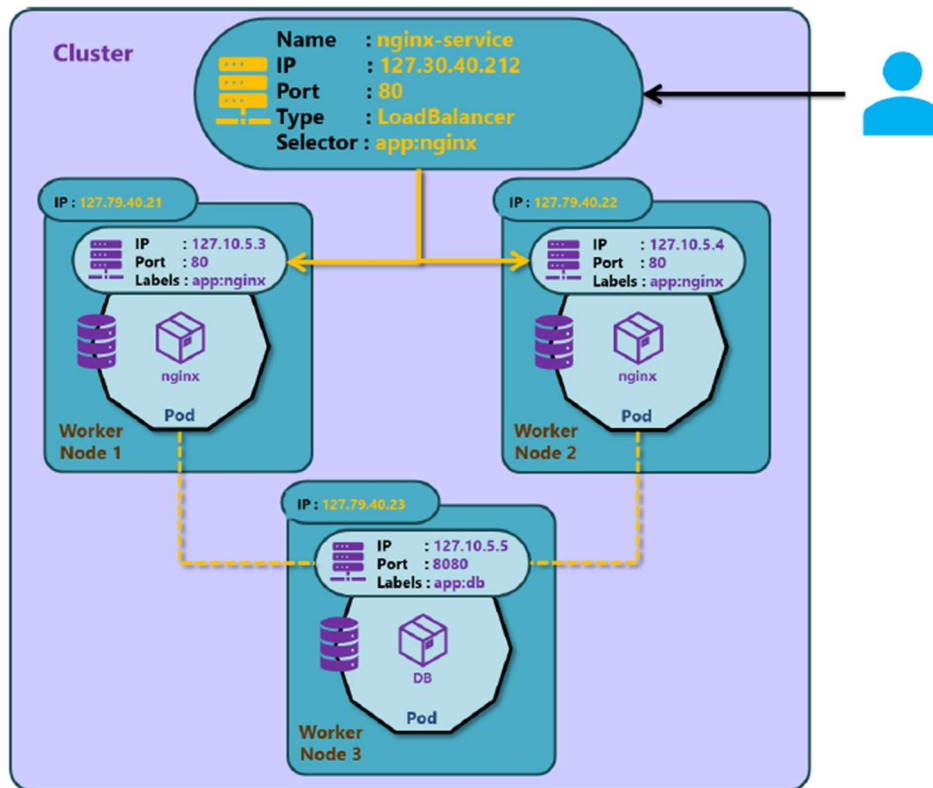 Cluster
Name : nginx-service
IP : 127.30.40.212
Port : 80
Type : LoadBalancer
Selector : app:nginx
IP : 127.79.40.21
IP : 127.10.5.3
Port : 80
Labels : app:nginx
nginx
Pod
Worker
Node 1
IP : 127.79.40.22
IP : 127.10.5.4
Port : 80
Labels : app:nginx
nginx
Pod
Worker
Node 2
IP : 127.79.40.23
IP : 127.10.5.5
Port : 8080
Labels : app:db
DB
Pod
Worker
Node 3